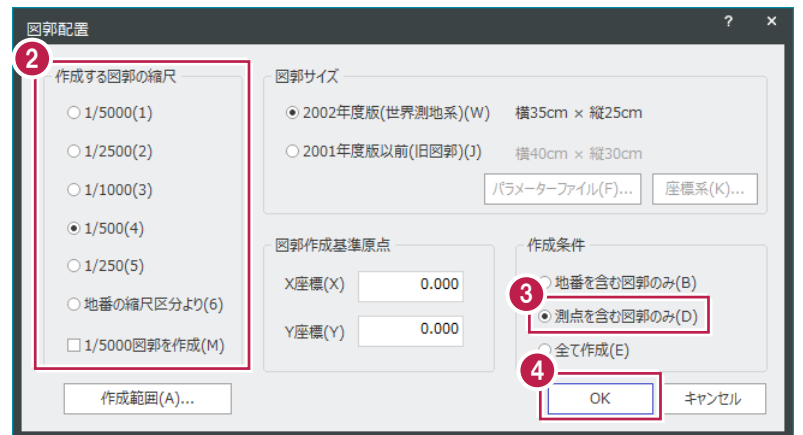 図郭配置
? ×
2
作成する図郭の縮尺
1/5000(1)
1/2500(2)
1/1000(3)
1/500(4)
1/250(5)
地番の縮尺区分より(6)
1/5000図郭を作成(M)
作成範囲(A)...
図郭サイズ
2002年度版(世界測地系)(W) 横35cm × 縦25cm
2001年度版以前(旧図郭)(J) 横40cm × 縦30cm
パラメーターファイル(F)... 座標系(K)...
図郭作成基準原点
X座標(X) 0.000
Y座標(Y) 0.000
作成条件
地番を含む図郭のみ(B)
3
測点を含む図郭のみ(D)
全て作成(E)
4
OK キャンセル